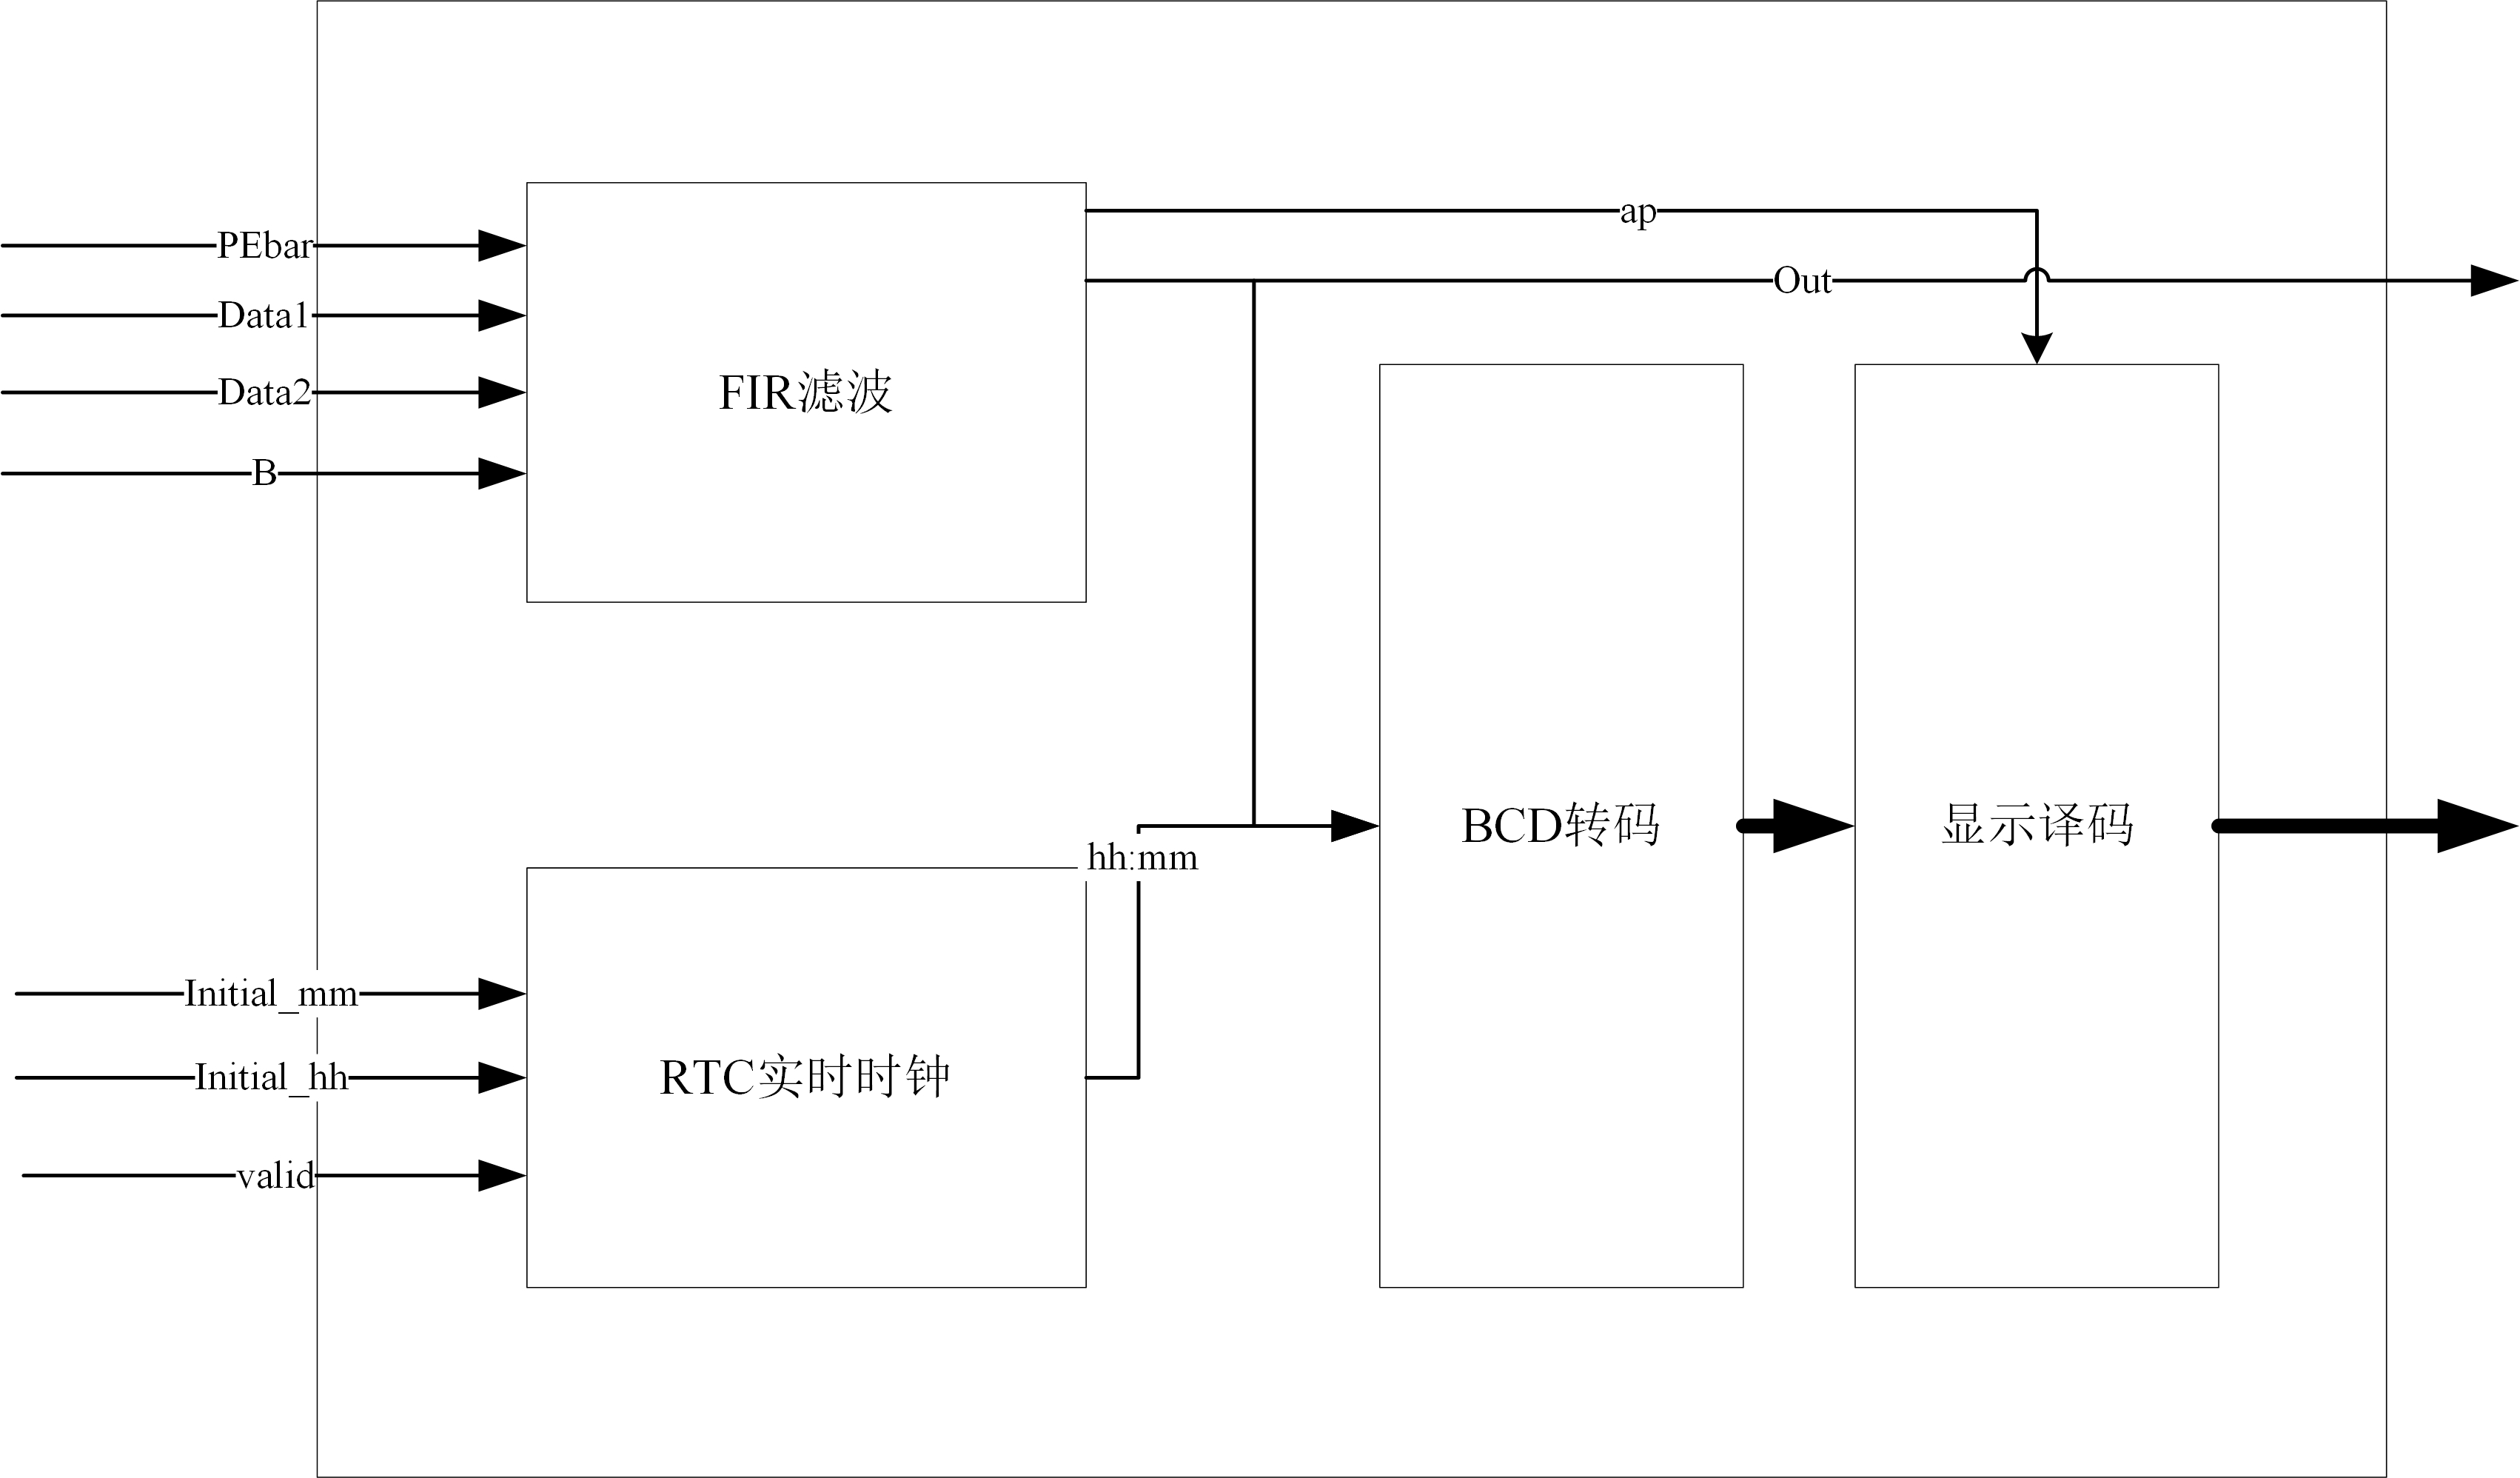 ap
PEbar
Out
Data1
Data2
FIR滤波
B
BCD转码
显示译码
hh:mm
Initial_mm
Initial_hh
RTC实时时钟
valid